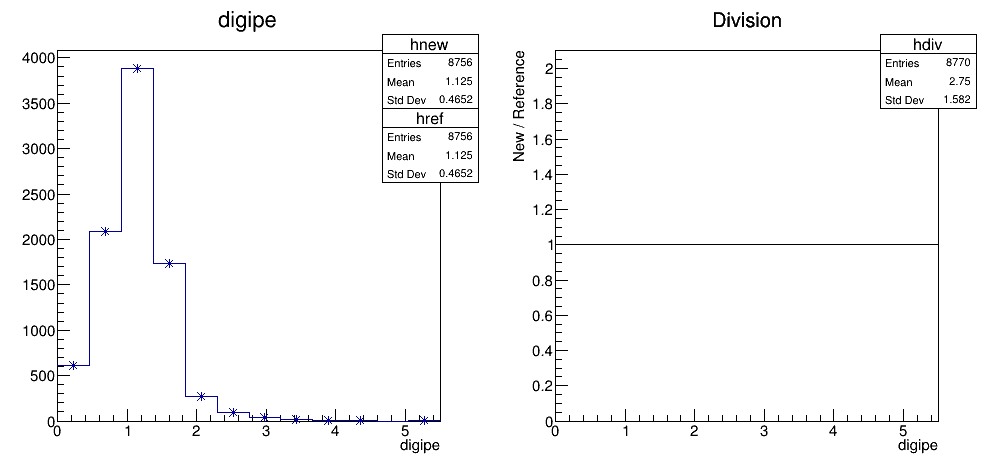 digipe
hnew
Entries 8756
Mean 1.125
Std Dev 0.4652
href
Entries 8756
Mean 1.125
Std Dev 0.4652
4000
3500
3000
2500
2000
1500
1000
500
0
0 1 2 3 4 5
digipe
Division
hdiv
Entries 8770
Mean 2.75
Std Dev 1.582
New / Reference
2
1.8
1.6
1.4
1.2
1
0.8
0.6
0.4
0.2
0
0 1 2 3 4 5
digipe